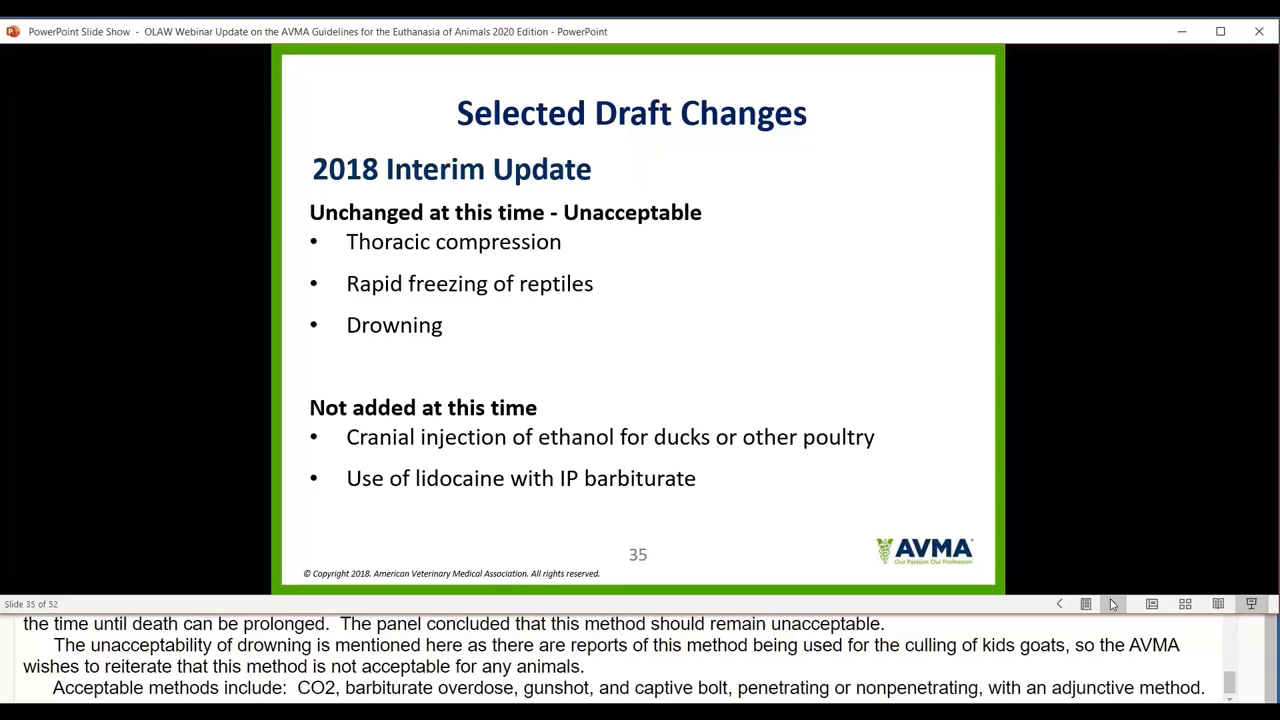 PowerPoint Slide Show - OLAW Webinar Update on the AVMA Guidelines for the Euthanasia of Animals 2020 Edition - PowerPoint
Selected Draft Changes
2018 Interim Update
Unchanged at this time - Unacceptable
• Thoracic compression
• Rapid freezing of reptiles
• Drowning
Not added at this time
• Cranial injection of ethanol for ducks or other poultry
• Use of lidocaine with IP barbiturate
35
AVMA
Our Passion. Our Profession.
© Copyright 2018. American Veterinary Medical Association. All rights reserved.
Slide 35 of 52
the time until death can be prolonged. The panel concluded that this method should remain unacceptable.
The unacceptability of drowning is mentioned here as there are reports of this method being used for the culling of kids goats, so the AVMA
wishes to reiterate that this method is not acceptable for any animals.
Acceptable methods include: CO2, barbiturate overdose, gunshot, and captive bolt, penetrating or nonpenetrating, with an adjunctive method.